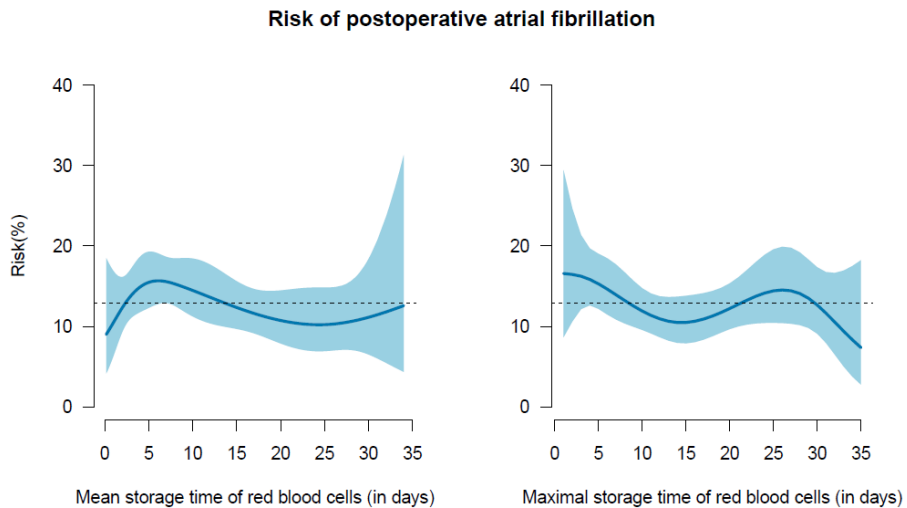 Risk of postoperative atrial fibrillation
Risk(%)
40
30
20
10
0
0 5 10 15 20 25 30 35
Mean storage time of red blood cells (in days)
40
30
20
10
0
0 5 10 15 20 25 30 35
Maximal storage time of red blood cells (in days)